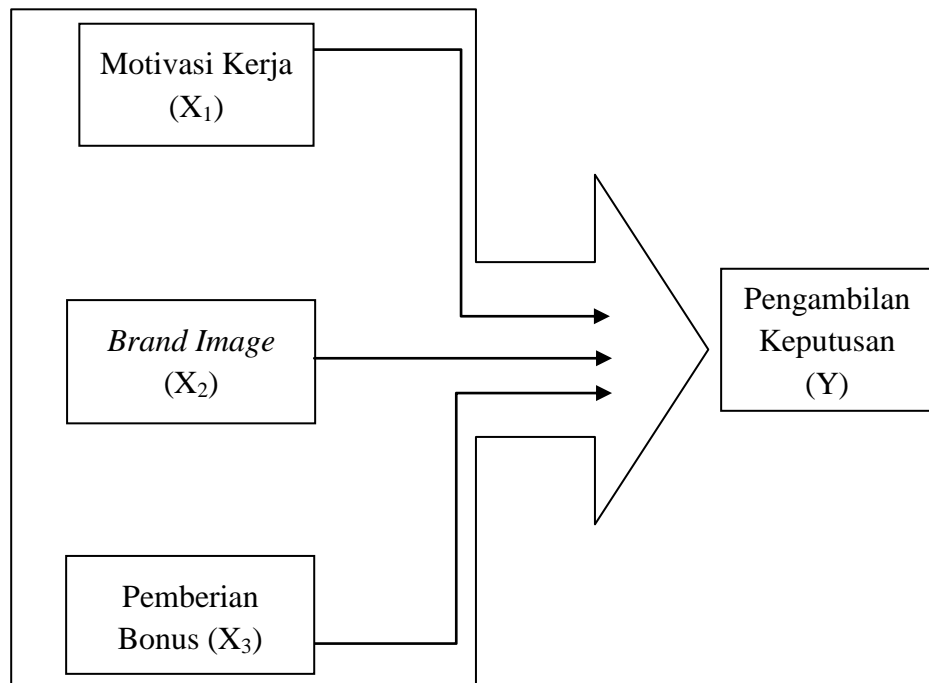 Motivasi Kerja
(X₁)
Brand Image
(X₂)
Pemberian
Bonus (X₃)
Pengambilan
Keputusan
(Y)